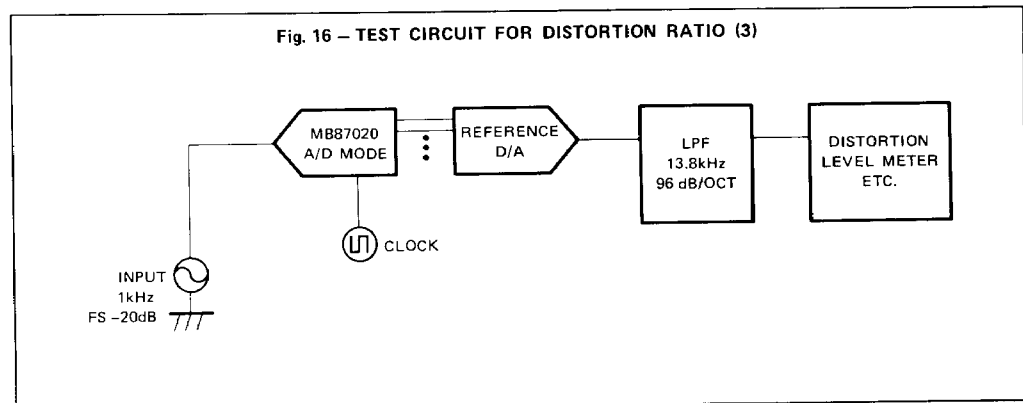 Fig. 16 – TEST CIRCUIT FOR DISTORTION RATIO (3)
MB87020
A/D MODE
REFERENCE
D/A
LPF
13.8kHz
96 dB/OCT
DISTORTION
LEVEL METER
ETC.
CLOCK
INPUT
1kHz
FS –20dB